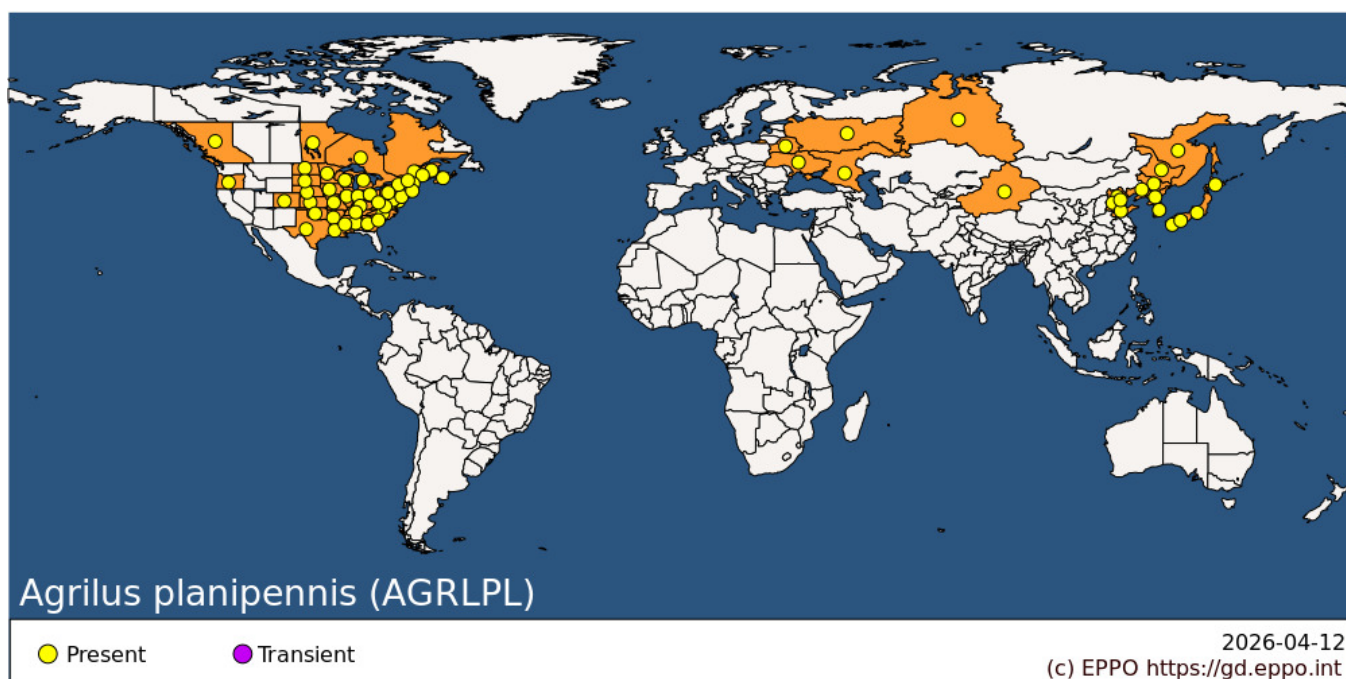 Agrilus planipennis (AGRLPL)
Present
Transient
2026-04-12
(c) EPPO https://gd.eppo.int